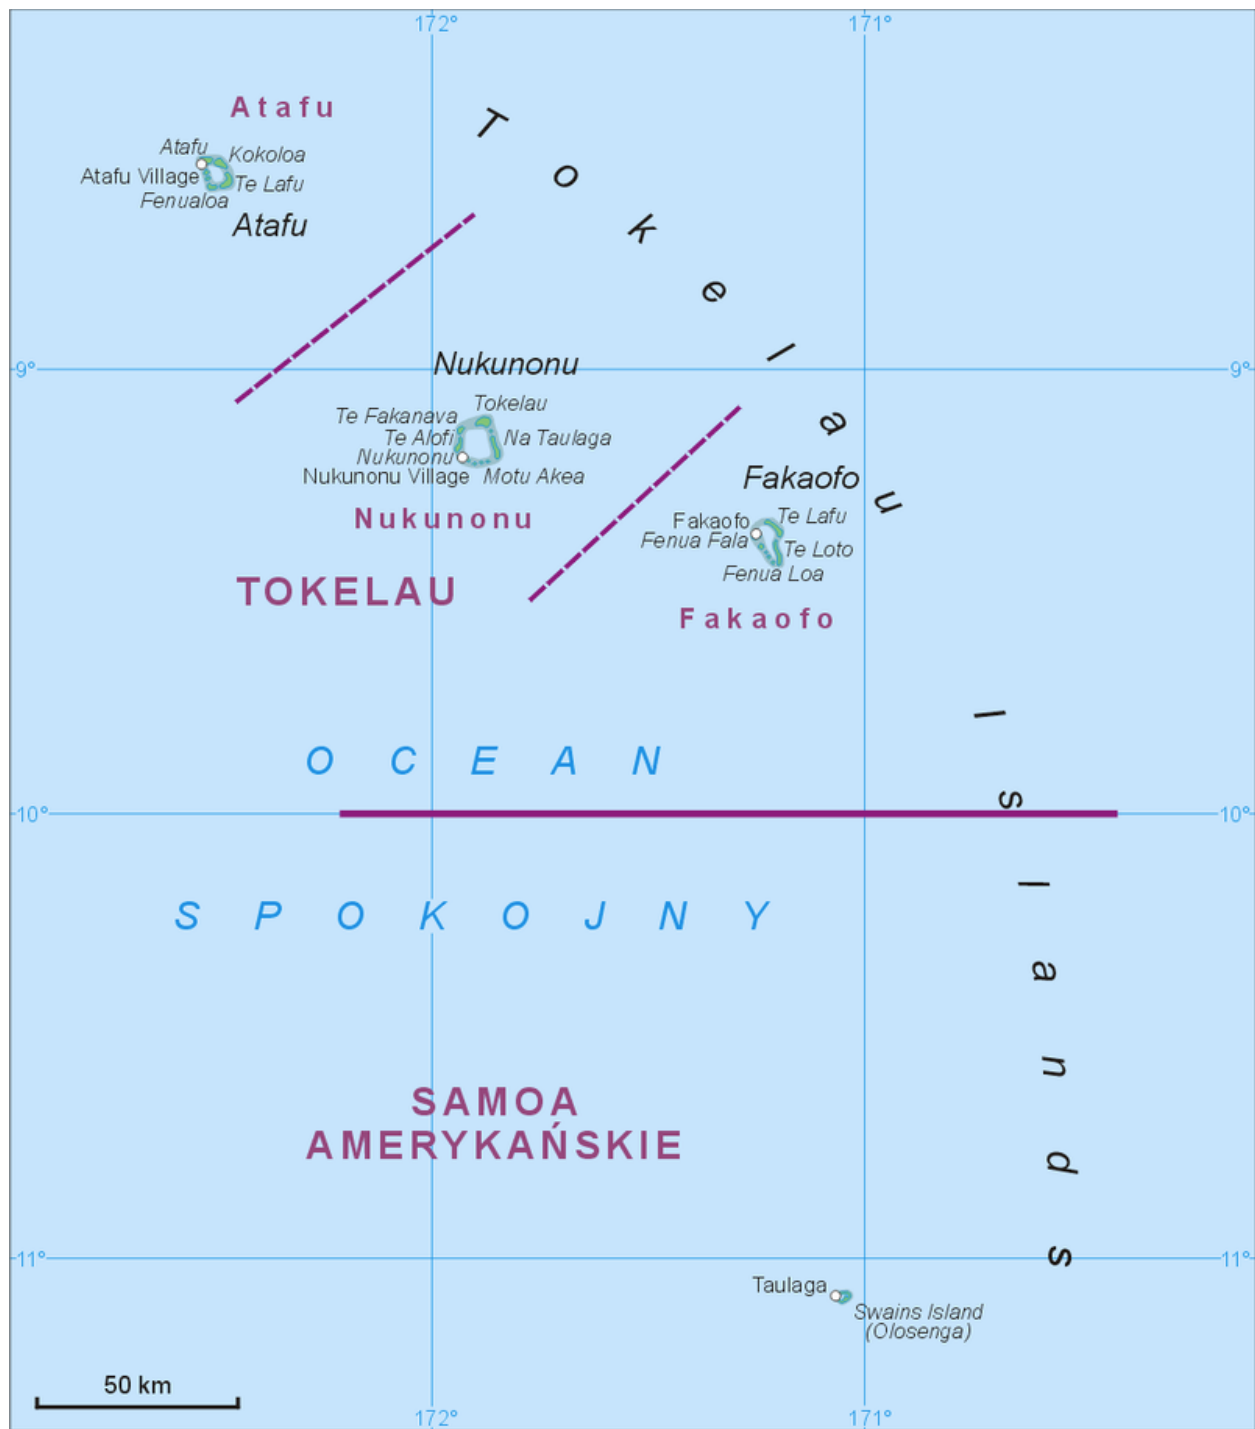 172°
171°
Atafu
Tokelau Islands
Atafu
Kokoloa
Atafu Village
Te Lafu
Fenualoa
Atafu
9°
9°
Nukunonu
Tokelau
Te Fakanava
Te Alofi
Na Taulaga
Nukunonu
Nukunonu Village
Motu Akea
Nukunonu
Fakaofo
Te Lafu
Fakaofo
Fenua Fala
Te Loto
Fenua Loa
TOKELAU
Fakaofo
OCEAN
10°
10°
SPOKOJNY
SAMOA
AMERYKAŃSKIE
11°
11°
Taulaga
Swains Island
(Olosenga)
50 km
172°
171°